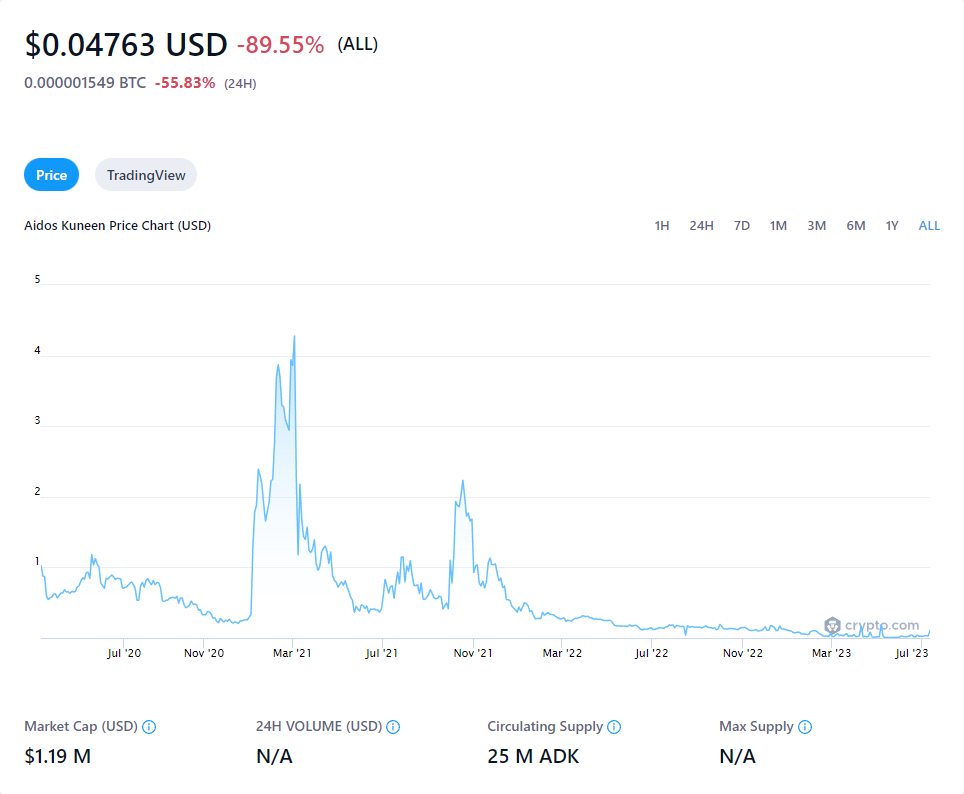 $0.04763 USD -89.55% (ALL)
0.000001549 BTC -55.83% (24H)
Price TradingView
Aidos Kuneen Price Chart (USD) 1H 24H 7D 1M 3M 6M 1Y ALL
5
4
3
2
1
crypto.com
Jul '20 Nov '20 Mar '21 Jul '21 Nov '21 Mar '22 Jul '22 Nov '22 Mar '23 Jul '23
Market Cap (USD) 24H VOLUME (USD) Circulating Supply Max Supply
$1.19 M N/A 25 M ADK N/A